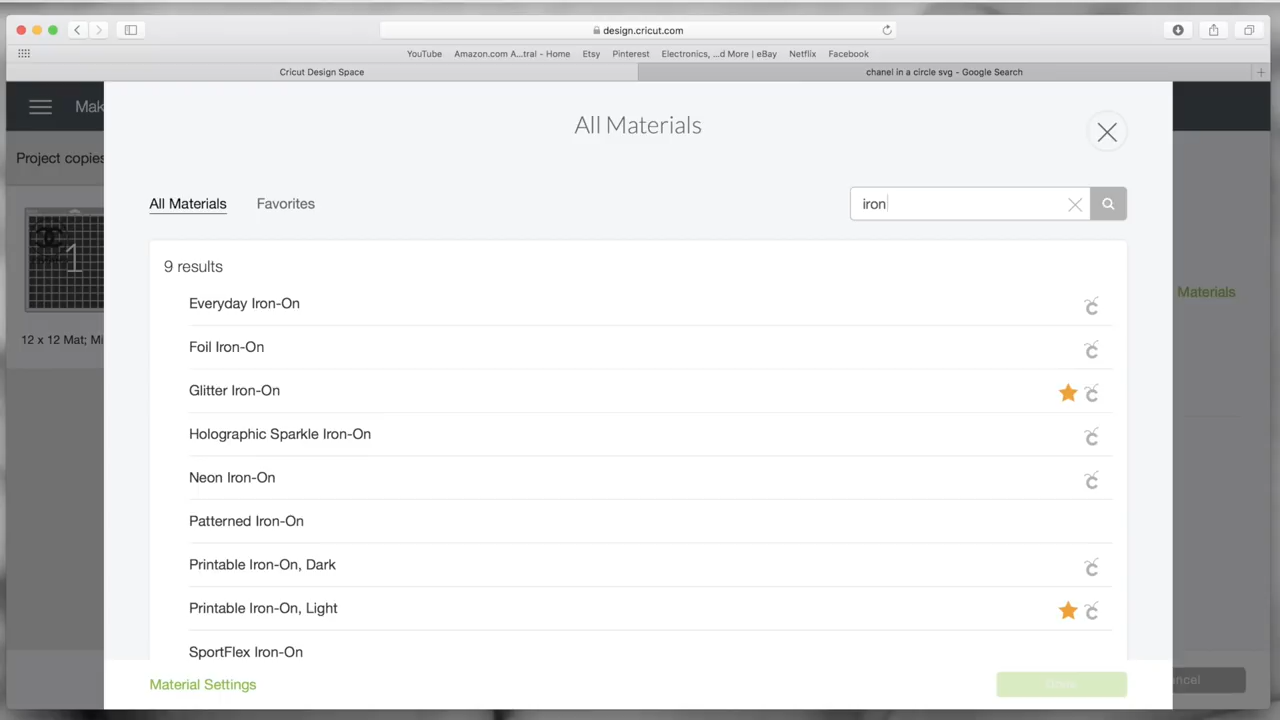 design.cricut.com
YouTube Amazon.com A...tral - Home Etsy Pinterest Electronics, ...d More | eBay Netflix Facebook
Cricut Design Space
chanel in a circle svg - Google Search
Mak
All Materials
Project copies
All Materials
Favorites
iron
9 results
Everyday Iron-On
Foil Iron-On
Glitter Iron-On
Holographic Sparkle Iron-On
Neon Iron-On
Patterned Iron-On
Printable Iron-On, Dark
Printable Iron-On, Light
SportFlex Iron-On
1
12 x 12 Mat; Mi
Materials
Material Settings
ncel